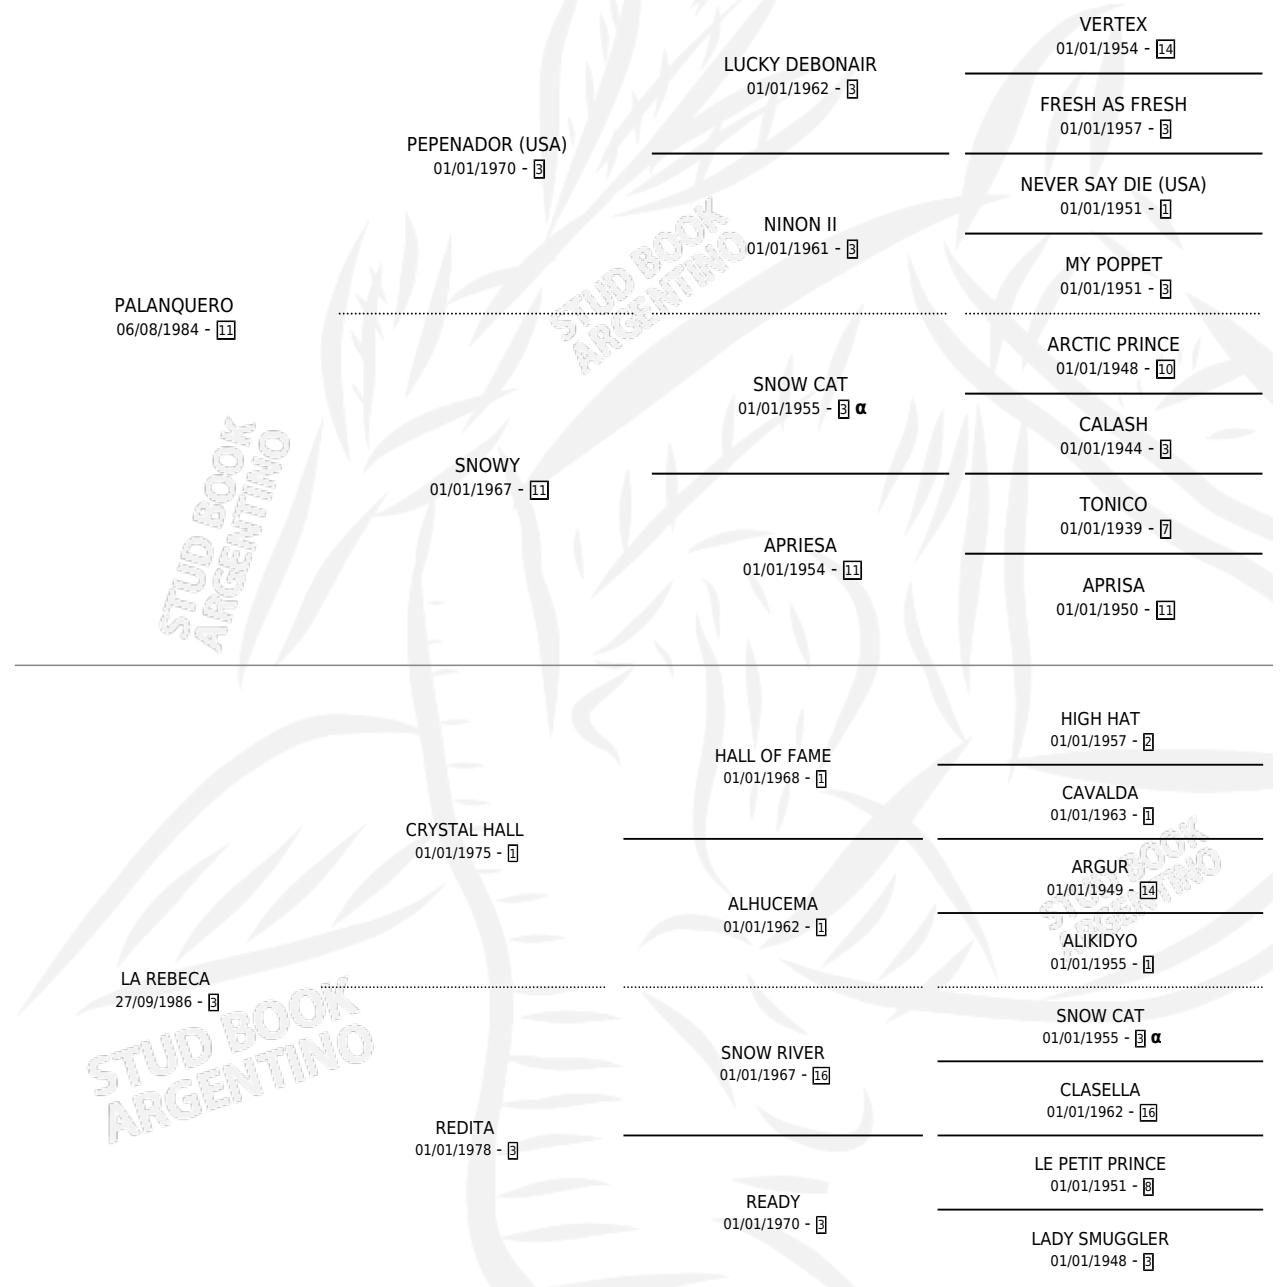 VERTEX
01/01/1954 - 14
LUCKY DEBONAIR
01/01/1962 - 3
FRESH AS FRESH
01/01/1957 - 3
PEPENADOR (USA)
01/01/1970 - 3
NEVER SAY DIE (USA)
01/01/1951 - 1
NINON II
01/01/1961 - 3
MY POPPET
01/01/1951 - 3
STUD BOOK
ARGENTINO
PALANQUERO
06/08/1984 - 11
ARCTIC PRINCE
01/01/1948 - 10
SNOW CAT
01/01/1955 - 3 α
CALASH
01/01/1944 - 3
SNOWY
01/01/1967 - 11
STUD BOOK
ARGENTINO
TONICO
01/01/1939 - 7
APRIESA
01/01/1954 - 11
APRISA
01/01/1950 - 11
HIGH HAT
01/01/1957 - 2
HALL OF FAME
01/01/1968 - 1
CAVALDA
01/01/1963 - 1
CRYSTAL HALL
01/01/1975 - 1
STUD BOOK
ARGENTINO
ARGUR
01/01/1949 - 14
ALHUCEMA
01/01/1962 - 1
ALIKIDYO
01/01/1955 - 1
LA REBECA
27/09/1986 - 3
STUD BOOK
ARGENTINO
SNOW CAT
01/01/1955 - 3 α
SNOW RIVER
01/01/1967 - 16
CLASELLA
01/01/1962 - 16
REDITA
01/01/1978 - 3
LE PETIT PRINCE
01/01/1951 - 8
READY
01/01/1970 - 3
LADY SMUGGLER
01/01/1948 - 3